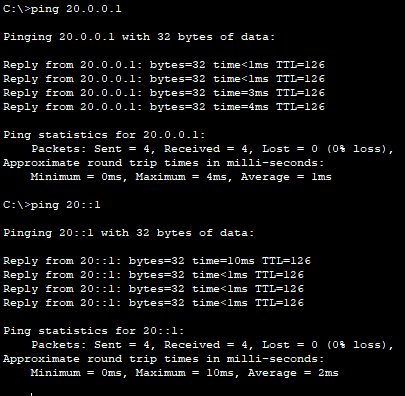 C:\>ping 20.0.0.1
Pinging 20.0.0.1 with 32 bytes of data:
Reply from 20.0.0.1: bytes=32 time<1ms TTL=126
Reply from 20.0.0.1: bytes=32 time<1ms TTL=126
Reply from 20.0.0.1: bytes=32 time=3ms TTL=126
Reply from 20.0.0.1: bytes=32 time=4ms TTL=126
Ping statistics for 20.0.0.1:
    Packets: Sent = 4, Received = 4, Lost = 0 (0% loss),
Approximate round trip times in milli-seconds:
    Minimum = 0ms, Maximum = 4ms, Average = 1ms
C:\>ping 20::1
Pinging 20::1 with 32 bytes of data:
Reply from 20::1: bytes=32 time=10ms TTL=126
Reply from 20::1: bytes=32 time<1ms TTL=126
Reply from 20::1: bytes=32 time<1ms TTL=126
Reply from 20::1: bytes=32 time<1ms TTL=126
Ping statistics for 20::1:
    Packets: Sent = 4, Received = 4, Lost = 0 (0% loss),
Approximate round trip times in milli-seconds:
    Minimum = 0ms, Maximum = 10ms, Average = 2ms